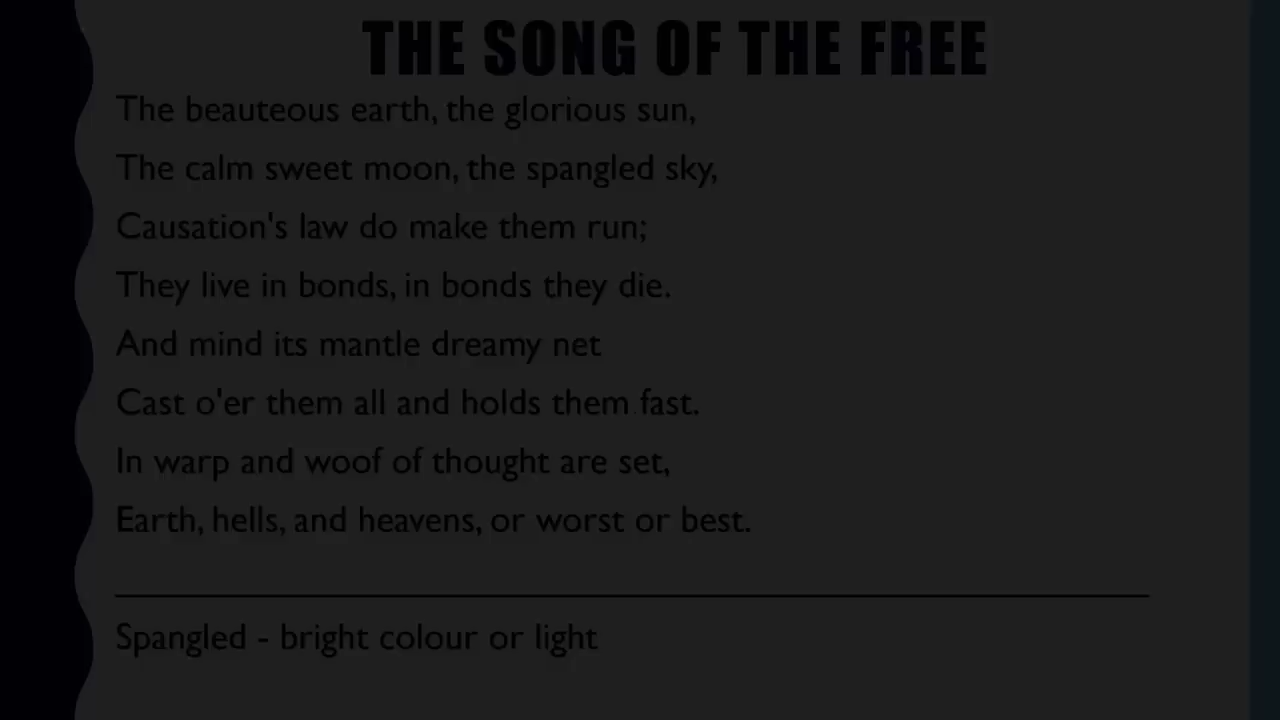 THE SONG OF THE FREE
The beauteous earth, the glorious sun,
The calm sweet moon, the spangled sky,
Causation's law do make them run;
They live in bonds, in bonds they die.
And mind its mantle dreamy net
Cast o'er them all and holds them fast.
In warp and woof of thought are set,
Earth, hells, and heavens, or worst or best.
Spangled - bright colour or light